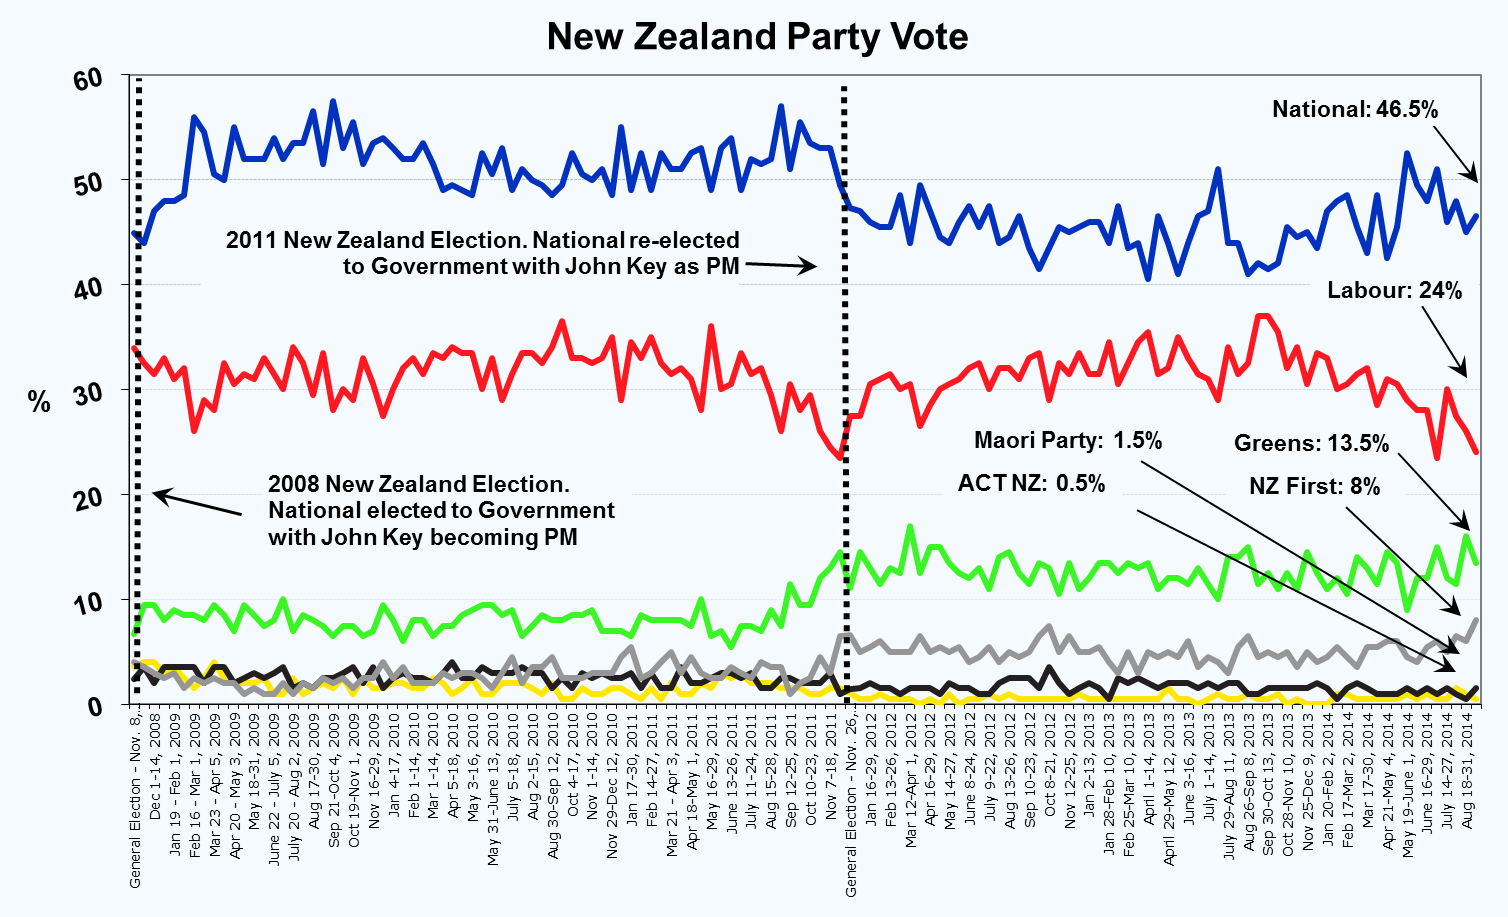 New Zealand Party Vote
60
50
40
30
20
10
0
%
National: 46.5%
2011 New Zealand Election. National re-elected
to Government with John Key as PM
Labour: 24%
Maori Party: 1.5%
Greens: 13.5%
ACT NZ: 0.5%
NZ First: 8%
2008 New Zealand Election.
National elected to Government
with John Key becoming PM
General Election - Nov. 8,..
Dec 1-14, 2008
Jan 19 - Feb 1, 2009
Feb 16 - Mar 1, 2009
Mar 23 - Apr 5, 2009
Apr 20 - May 3, 2009
May 18-31, 2009
June 22 - July 5, 2009
July 20 - Aug 2, 2009
Aug 17-30, 2009
Sep 21-Oct 4, 2009
Oct 19-Nov 1, 2009
Nov 16-29, 2009
Jan 4-17, 2010
Feb 1-14, 2010
Mar 1-14, 2010
Apr 5-18, 2010
May 3-16, 2010
May 31-June 13, 2010
July 5-18, 2010
Aug 2-15, 2010
Aug 30-Sep 12, 2010
Oct 4-17, 2010
Nov 1-14, 2010
Nov 29-Dec 12, 2010
Jan 17-30, 2011
Feb 14-27, 2011
Mar 21 - Apr 3, 2011
Apr 18-May 1, 2011
May 16-29, 2011
June 13-26, 2011
July 11-24, 2011
Aug 15-28, 2011
Sep 12-25, 2011
Oct 10-23, 2011
Nov 7-18, 2011
General Election - Nov. 26,..
Jan 16-29, 2012
Feb 13-26, 2012
Mar 12-Apr 1, 2012
Apr 16-29, 2012
May 14-27, 2012
June 8-24, 2012
July 9-22, 2012
Aug 13-26, 2012
Sep 10-23, 2012
Oct 8-21, 2012
Nov 12-25, 2012
Jan 2-13, 2013
Jan 28-Feb 10, 2013
Feb 25-Mar 10, 2013
April 1-14, 2013
April 29-May 12, 2013
June 3-16, 2013
July 1-14, 2013
July 29-Aug 11, 2013
Aug 26-Sep 8, 2013
Sep 30-Oct 13, 2013
Oct 28-Nov 10, 2013
Nov 25-Dec 9, 2013
Jan 20-Feb 2, 2014
Feb 17-Mar 2, 2014
Mar 17-30, 2014
Apr 21-May 4, 2014
May 19-June 1, 2014
June 16-29, 2014
July 14-27, 2014
Aug 18-31, 2014